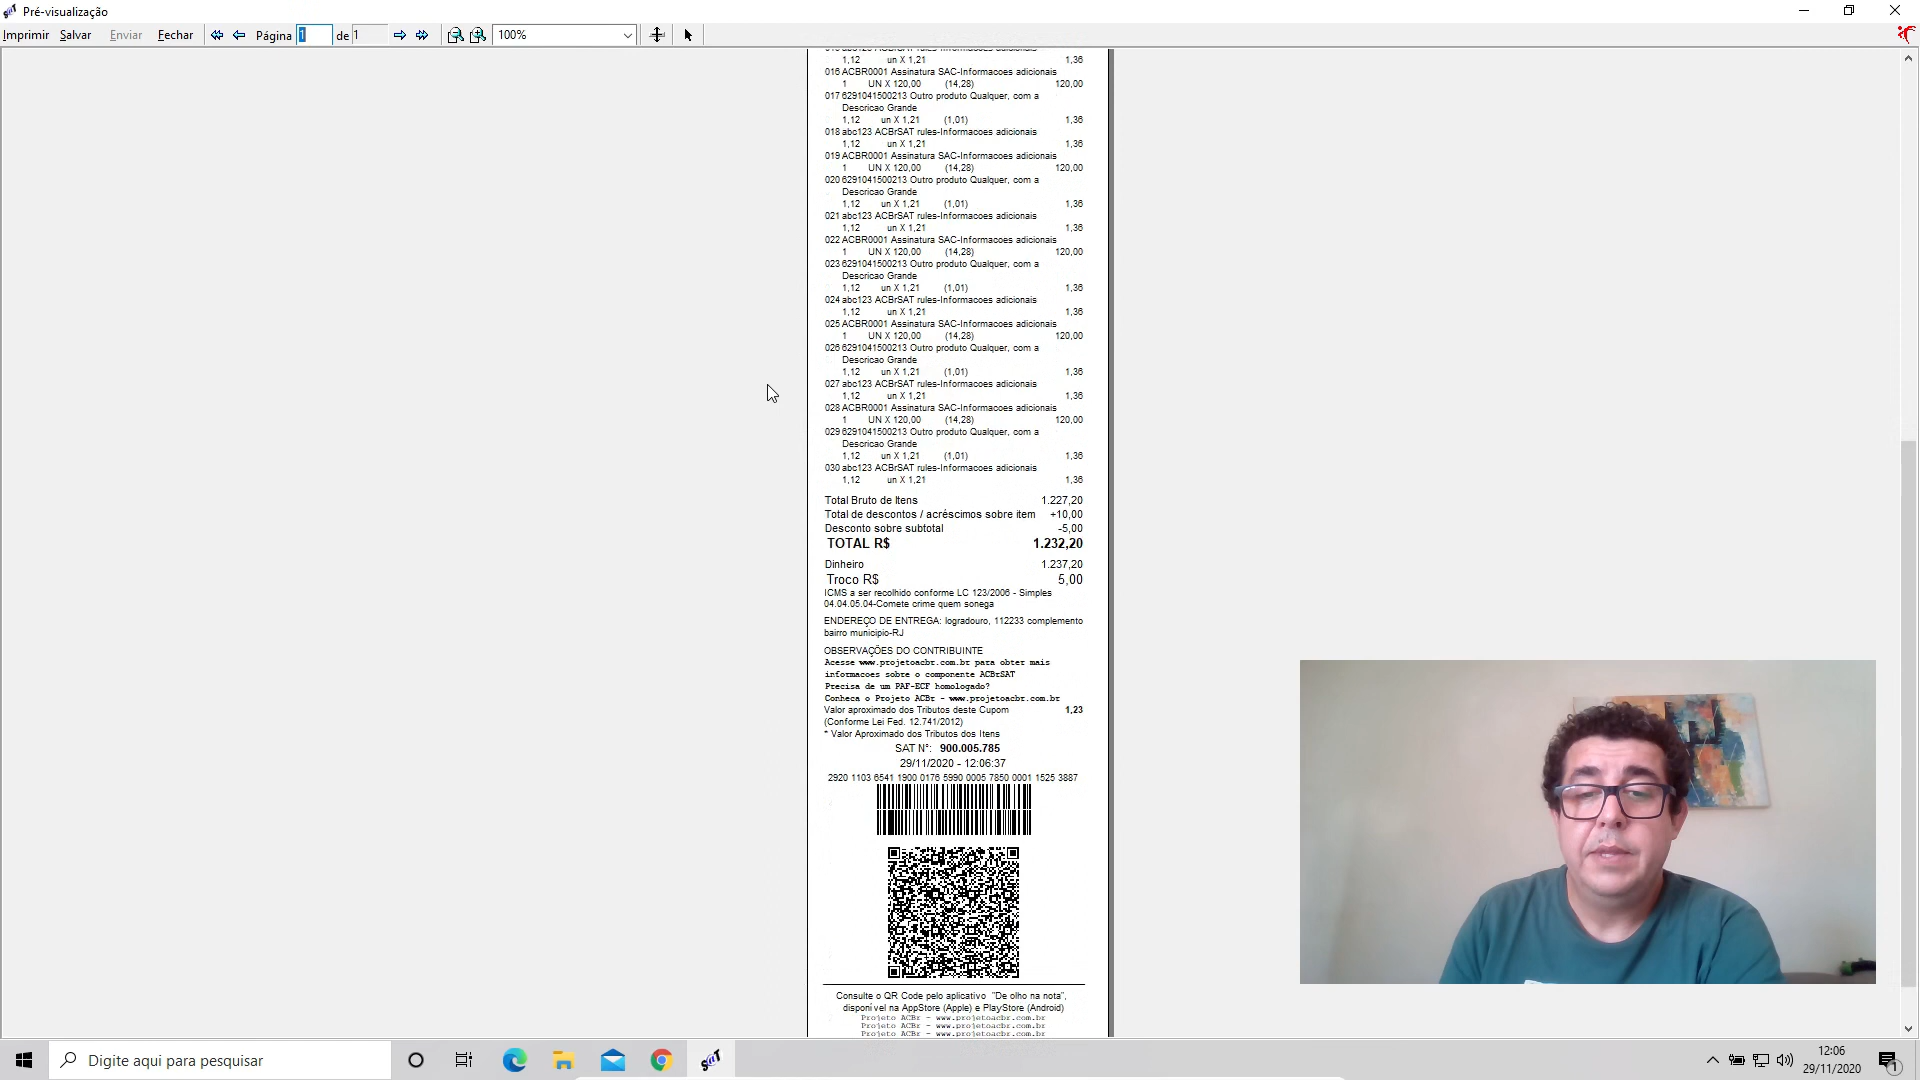 Pré-visualização
Imprimir Salvar Enviar Fechar Página 1 de 1 100%
1,12 un X 1,21 1,36
016 ACBR0001 Assinatura SAC-Informacoes adicionais
1 UN X 120,00 (14,28) 120,00
017 6291041500213 Outro produto Qualquer, com a
Descricao Grande
1,12 un X 1,21 (1,01) 1,36
018 abc123 ACBrSAT rules-Informacoes adicionais
1,12 un X 1,21 1,36
019 ACBR0001 Assinatura SAC-Informacoes adicionais
1 UN X 120,00 (14,28) 120,00
020 6291041500213 Outro produto Qualquer, com a
Descricao Grande
1,12 un X 1,21 (1,01) 1,36
021 abc123 ACBrSAT rules-Informacoes adicionais
1,12 un X 1,21 1,36
022 ACBR0001 Assinatura SAC-Informacoes adicionais
1 UN X 120,00 (14,28) 120,00
023 6291041500213 Outro produto Qualquer, com a
Descricao Grande
1,12 un X 1,21 (1,01) 1,36
024 abc123 ACBrSAT rules-Informacoes adicionais
1,12 un X 1,21 1,36
025 ACBR0001 Assinatura SAC-Informacoes adicionais
1 UN X 120,00 (14,28) 120,00
026 6291041500213 Outro produto Qualquer, com a
Descricao Grande
1,12 un X 1,21 (1,01) 1,36
027 abc123 ACBrSAT rules-Informacoes adicionais
1,12 un X 1,21 1,36
028 ACBR0001 Assinatura SAC-Informacoes adicionais
1 UN X 120,00 (14,28) 120,00
029 6291041500213 Outro produto Qualquer, com a
Descricao Grande
1,12 un X 1,21 (1,01) 1,36
030 abc123 ACBrSAT rules-Informacoes adicionais
1,12 un X 1,21 1,36
Total Bruto de Itens 1.227,20
Total de descontos / acréscimos sobre item +10,00
Desconto sobre subtotal -5,00
TOTAL R$ 1.232,20
Dinheiro 1.237,20
Troco R$ 5,00
ICMS a ser recolhido conforme LC 123/2006 - Simples
04.04.05.04-Comete crime quem sonega
ENDEREÇO DE ENTREGA: logradouro, 112233 complemento
bairro municipio-RJ
OBSERVAÇÕES DO CONTRIBUINTE
Acesse www.projetoacbr.com.br para obter mais
informacoes sobre o componente ACBrSAT
Precisa de um PAF-ECF homologado?
Conheca o Projeto ACBr - www.projetoacbr.com.br
Valor aproximado dos Tributos deste Cupom 1,23
(Conforme Lei Fed. 12.741/2012)
* Valor Aproximado dos Tributos dos Itens
SAT N°: 900.005.785
29/11/2020 - 12:06:37
2920 1103 6541 1900 0176 5990 0005 7850 0001 1525 3887
Consulte o QR Code pelo aplicativo "De olho na nota",
disponível na AppStore (Apple) e PlayStore (Android)
Projeto ACBr - www.projetoacbr.com.br
Projeto ACBr - www.projetoacbr.com.br
Projeto ACBr - www.projetoacbr.com.br
Digite aqui para pesquisar
12:06
29/11/2020
1